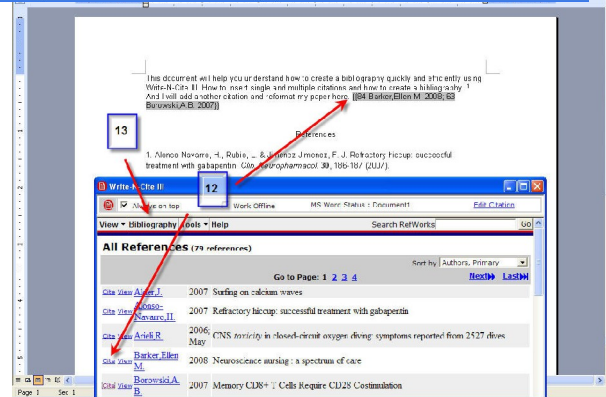 This document will help you understand how to create a bibliography quickly and efficiently using
Write-N-Cite III. How to insert single and multiple citations and how to create a bibliography. 1
And I will add another citation and reformat my paper here. {{84 Barker,Ellen M. 2008; 63
Borowski,A.B. 2007}}
13
References
1. Alonso-Navarro, H., Rubio, L. & Jimenez-Jimenez, F. J. Refractory hiccup: successful
treatment with gabapentin. Clin. Neuropharmacol. 30, 186-187 (2007).
12
Write-N-Cite III
Always on top
Work Offline
MS Word Status : Document1
Edit Citation
View Bibliography Tools Help
Search RefWorks
Go
All References (79 references)
Sort by Authors, Primary
Go to Page: 1 2 3 4
Next Last
Cite View J. 2007 Surfing on calcium waves
Cite View Alonso-Navarro,H. 2007 Refractory hiccup: successful treatment with gabapentin
Cite View Arieli,R. 2006; May CNS toxicity in closed-circuit oxygen diving: symptoms reported from 2527 dives
Cite View Barker,Ellen M. 2008 Neuroscience nursing : a spectrum of care
Cite View Borowski,A.B. 2007 Memory CD8+ T Cells Require CD28 Costimulation
Page 1 Sec 1